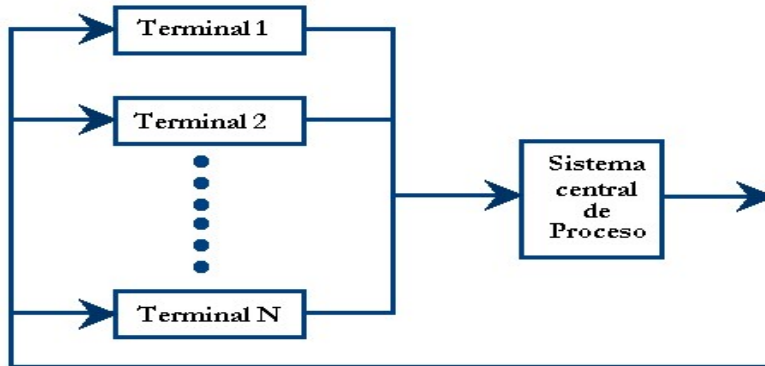 Terminal 1
Terminal 2
Sistema
central
de
Proceso
Terminal N